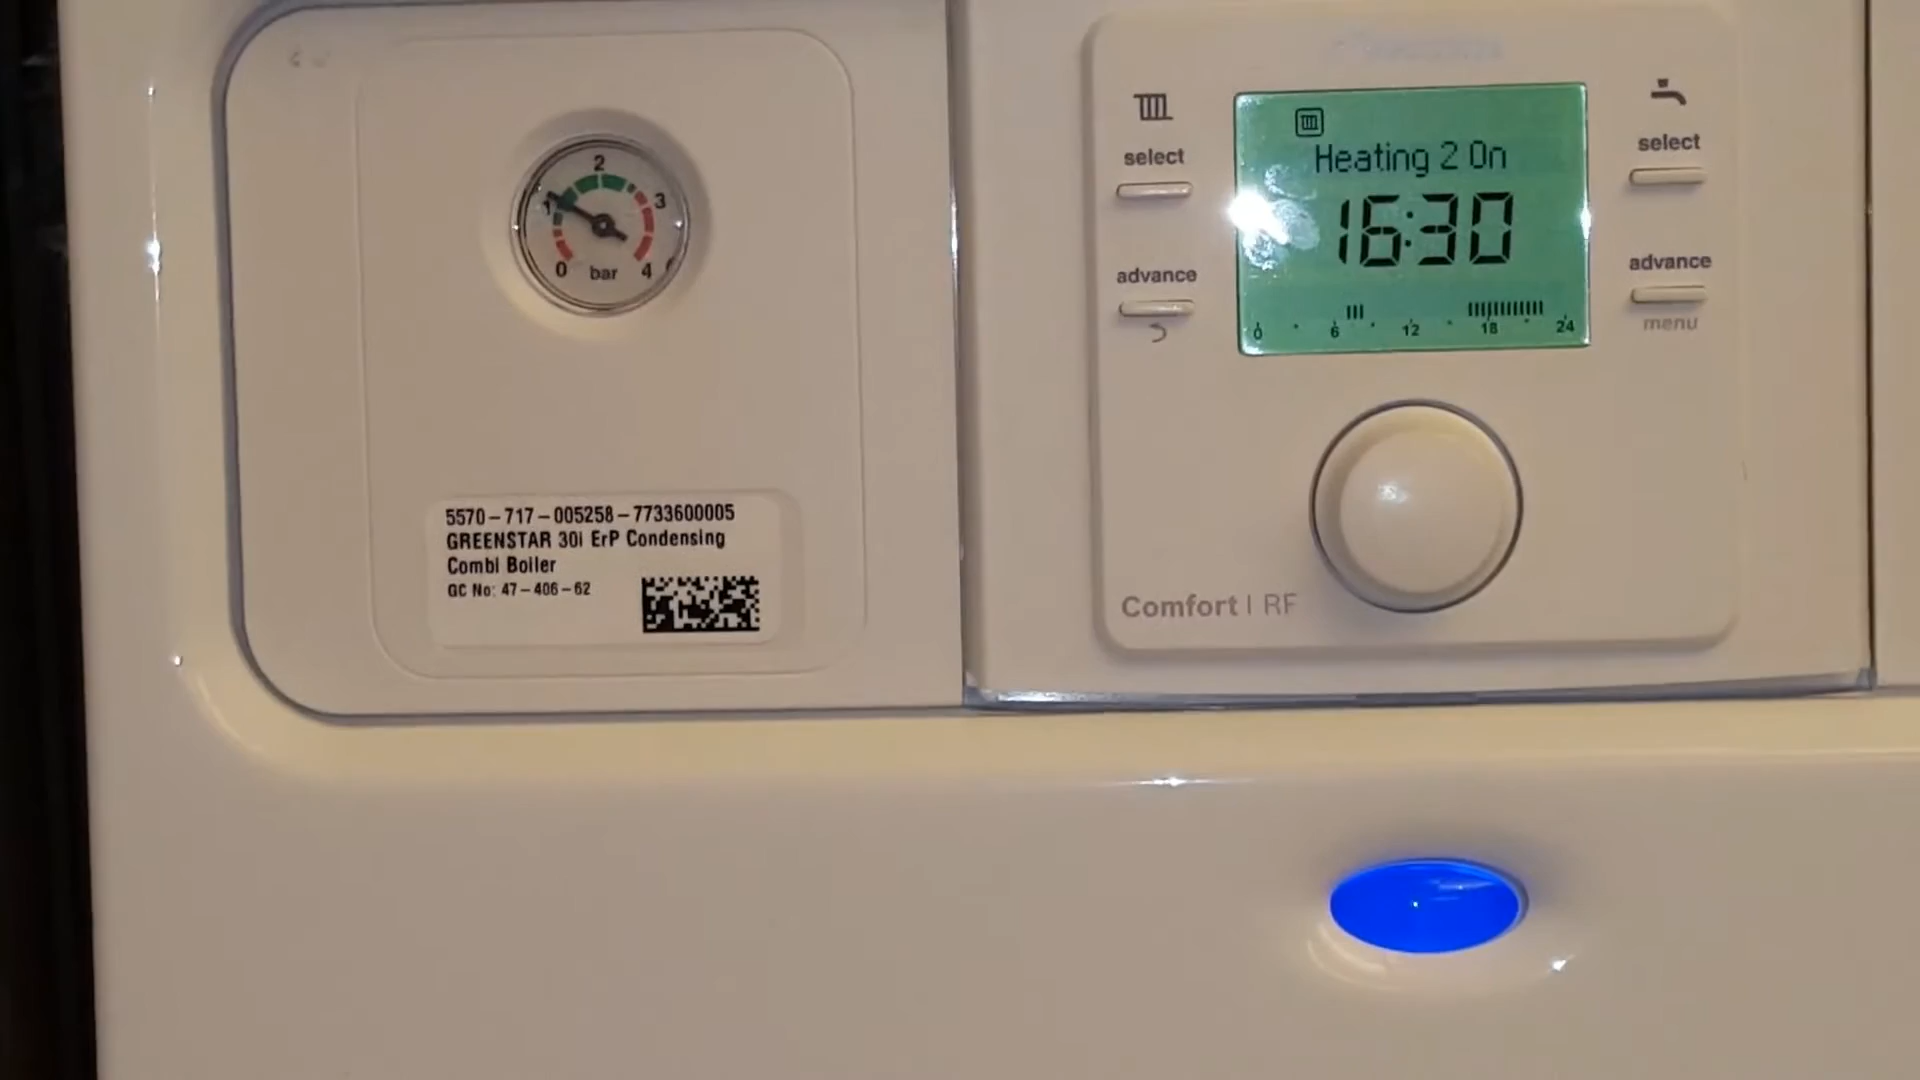 2
1
3
0
bar
4
5570-717-005258-7733600005
GREENSTAR 30i ErP Condensing
Combi Boiler
GC No: 47-406-62
select
advance
Heating 2 On
16:30
0 6 12 18 24
select
advance
menu
Comfort | RF